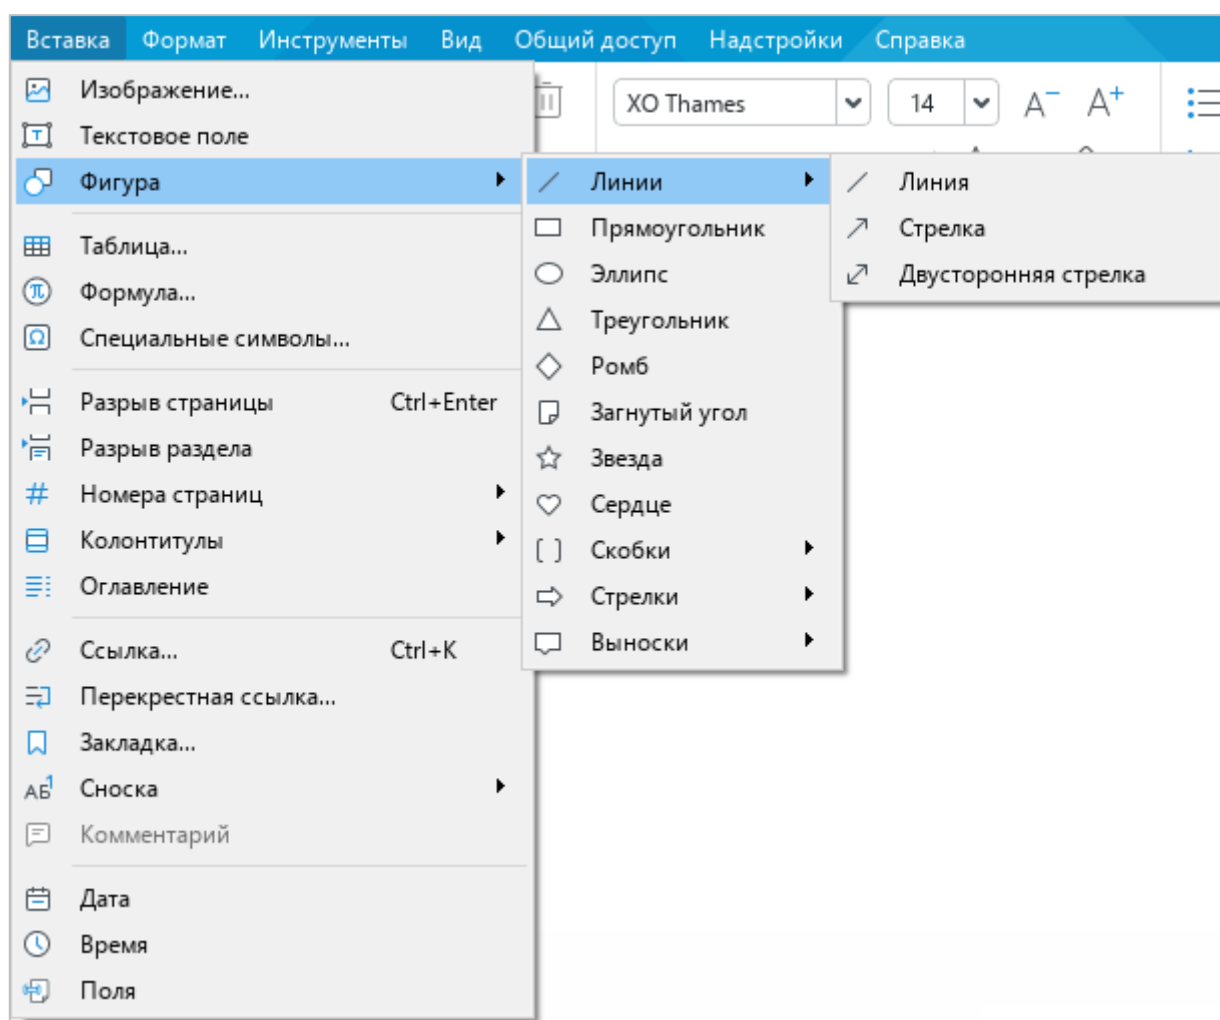 Вставка Формат Инструменты Вид Общий доступ Надстройки Справка
XO Thames 14 A− A+
Изображение...
Текстовое поле
Фигура
Таблица...
Формула...
Специальные символы...
Разрыв страницы Ctrl+Enter
Разрыв раздела
Номера страниц
Колонтитулы
Оглавление
Ссылка... Ctrl+K
Перекрестная ссылка...
Закладка...
АБ1 Сноска
Комментарий
Дата
Время
Поля
Линии
Прямоугольник
Эллипс
Треугольник
Ромб
Загнутый угол
Звезда
Сердце
Скобки
Стрелки
Выноски
Линия
Стрелка
Двусторонняя стрелка